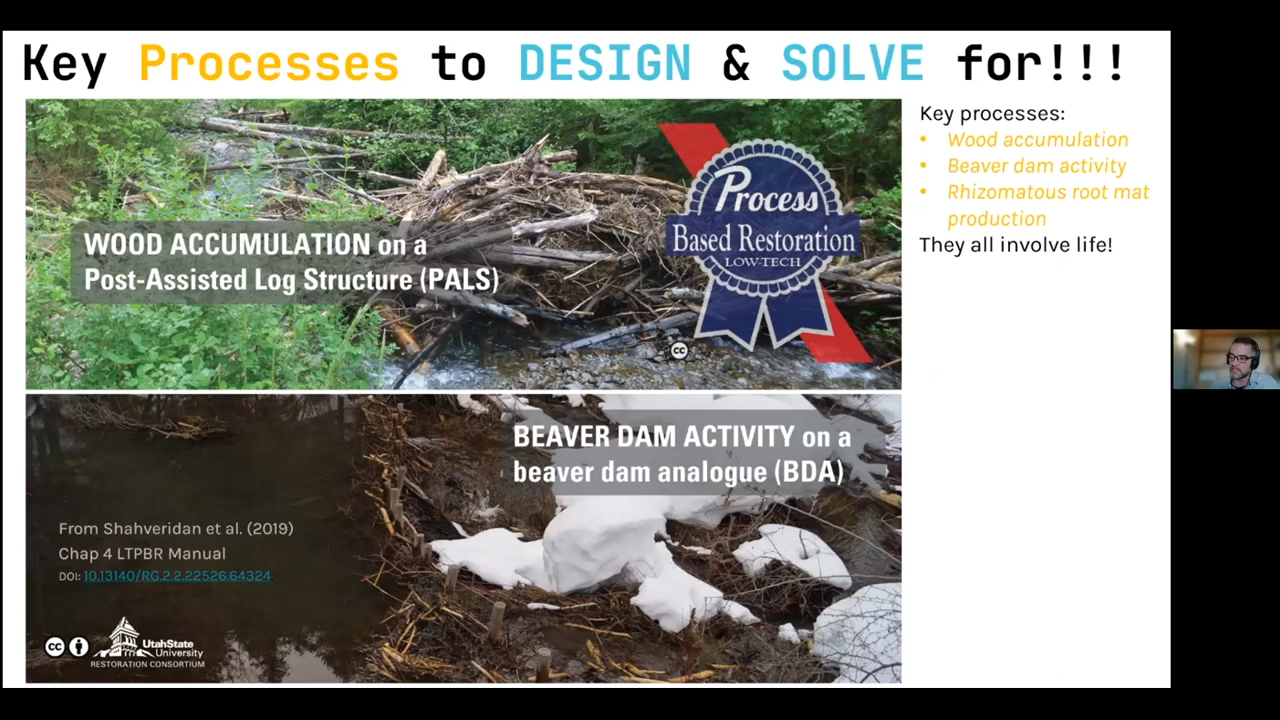 Key Processes to DESIGN & SOLVE for!!!
WOOD ACCUMULATION on a
Post-Assisted Log Structure (PALS)
Process
Based Restoration
LOW-TECH
cc
Key processes:
• Wood accumulation
• Beaver dam activity
• Rhizomatous root mat
production
They all involve life!
BEAVER DAM ACTIVITY on a
beaver dam analogue (BDA)
From Shahveridan et al. (2019)
Chap 4 LTPBR Manual
DOI: 10.13140/RG.2.2.22526.64324
cc
UtahState
University
RESTORATION CONSORTIUM